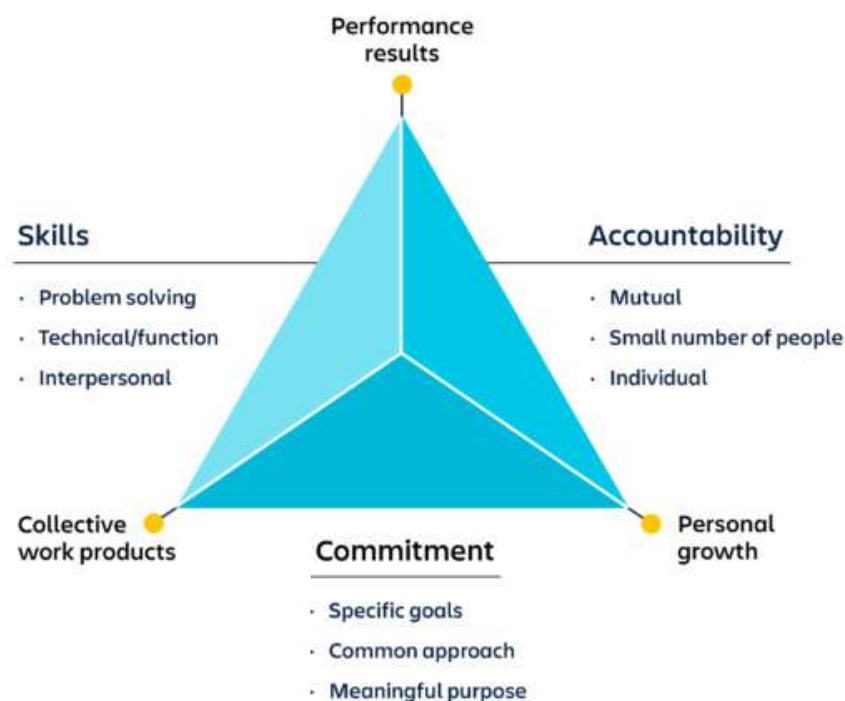 Performance
results
Skills
· Problem solving
· Technical/function
· Interpersonal
Accountability
· Mutual
· Small number of people
· Individual
Collective
work products
Personal
growth
Commitment
· Specific goals
· Common approach
· Meaningful purpose